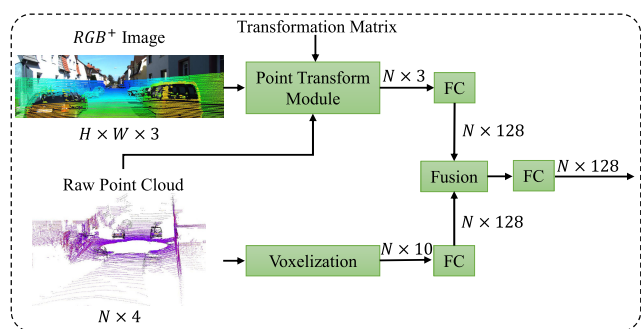 Transformation Matrix
RGB⁺ Image
Point Transform
Module
N × 3
FC
H × W × 3
N × 128
Raw Point Cloud
Fusion
FC
N × 128
N × 128
Voxelization
N × 10
FC
N × 4